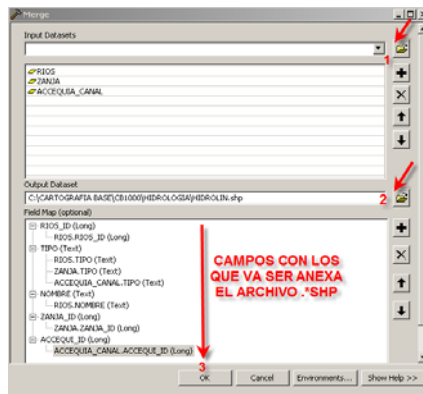 Merge
Input Datasets
1
RIOS
ZANJA
ACCEQUIA_CANAL
Output Dataset
C:\CARTOGRAFIA BASE\CB1000\HIDROLOGIA\HIDROLIN.shp
2
Field Map (optional)
RIOS_ID (Long)
RIOS.RIOS_ID (Long)
TIPO (Text)
RIOS.TIPO (Text)
ZANJA.TIPO (Text)
ACCEQUIA_CANAL.TIPO (Text)
NOMBRE (Text)
RIOS.NOMBRE (Text)
ZANJA_ID (Long)
ZANJA.ZANJA_ID (Long)
ACCEQUI_ID (Long)
ACCEQUIA_CANAL.ACCEQUI_ID (Long)
CAMPOS CON LOS
QUE VA SER ANEXA
EL ARCHIVO .*SHP
3
OK
Cancel
Environments...
Show Help >>